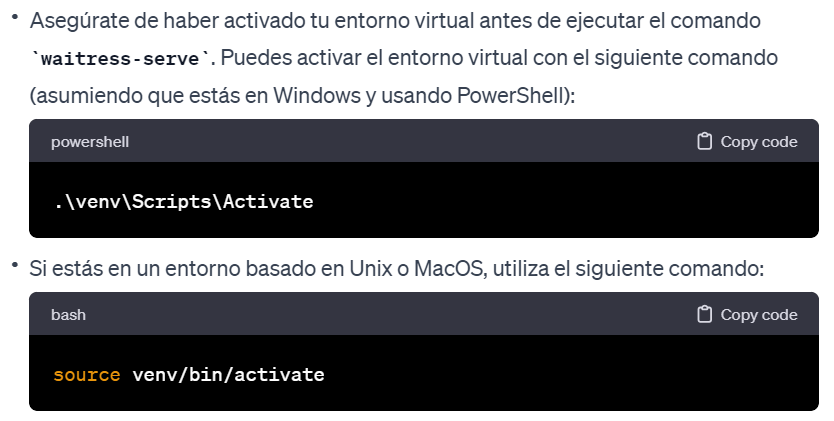 • Asegúrate de haber activado tu entorno virtual antes de ejecutar el comando
`waitress-serve`. Puedes activar el entorno virtual con el siguiente comando
(asumiendo que estás en Windows y usando PowerShell):
powershell Copy code
.\venv\Scripts\Activate
• Si estás en un entorno basado en Unix o MacOS, utiliza el siguiente comando:
bash Copy code
source venv/bin/activate